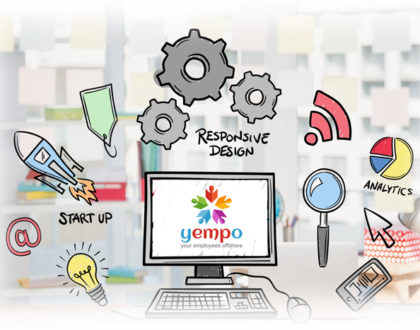 RESPONSIVE
DESIGN
ANALYTICS
START UP
@
yempo
your employees offshore